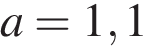 a = 1, 1